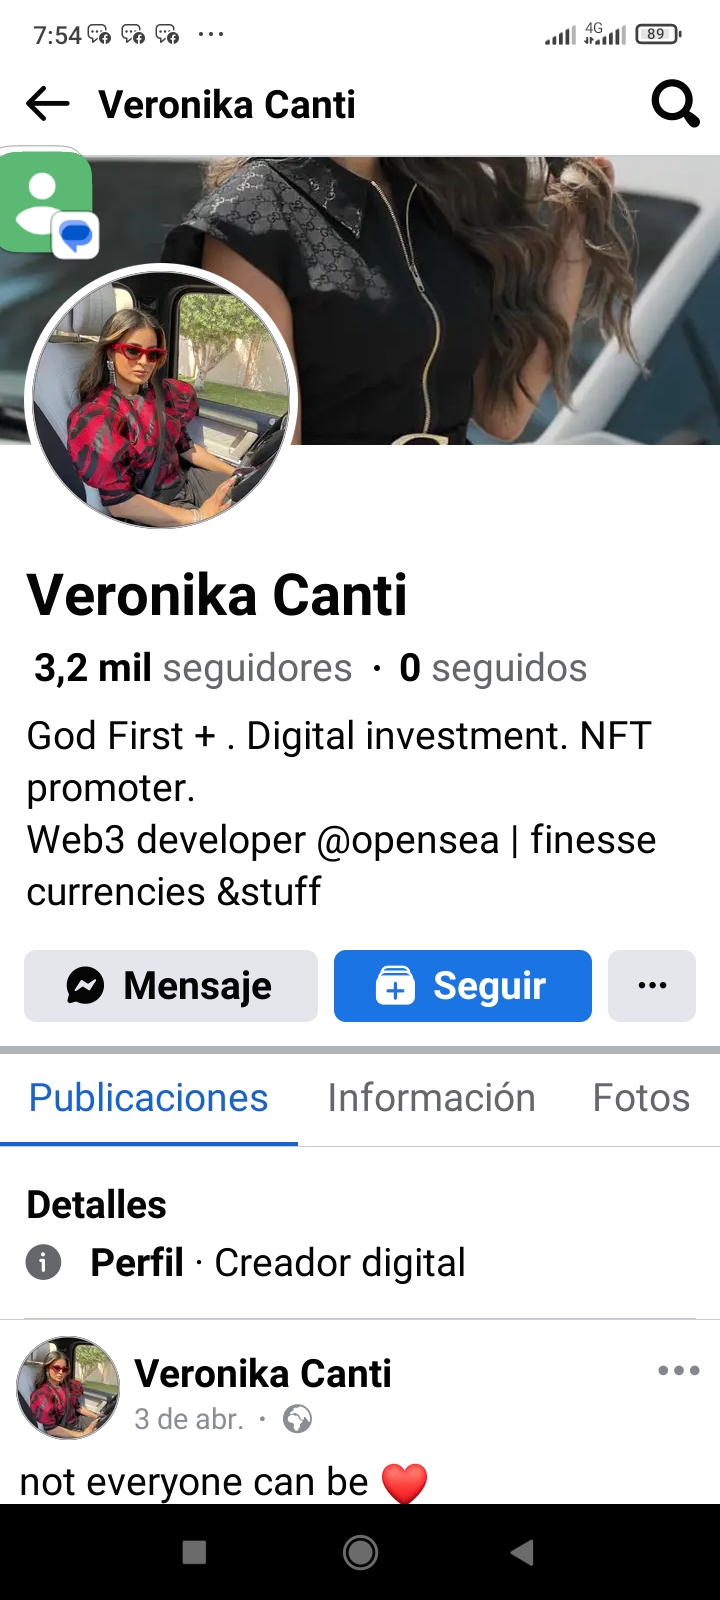 7:54
4G
89
Veronika Canti
Veronika Canti
3,2 mil seguidores · 0 seguidos
God First + . Digital investment. NFT
promoter.
Web3 developer @opensea | finesse
currencies &stuff
Mensaje
Seguir
Publicaciones
Información
Fotos
Detalles
Perfil · Creador digital
Veronika Canti
3 de abr. ·
not everyone can be ❤️